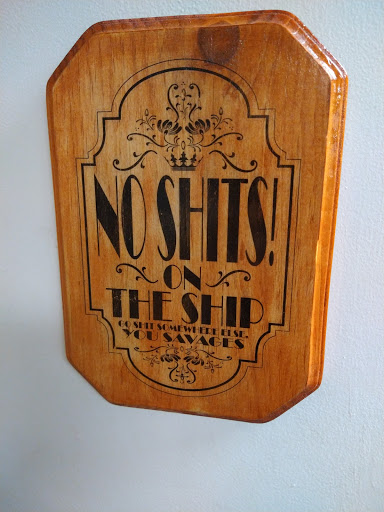 NO SHITS!
ON
THE SHIP
GO SHIT SOMEWHERE ELSE,
YOU SAVAGES